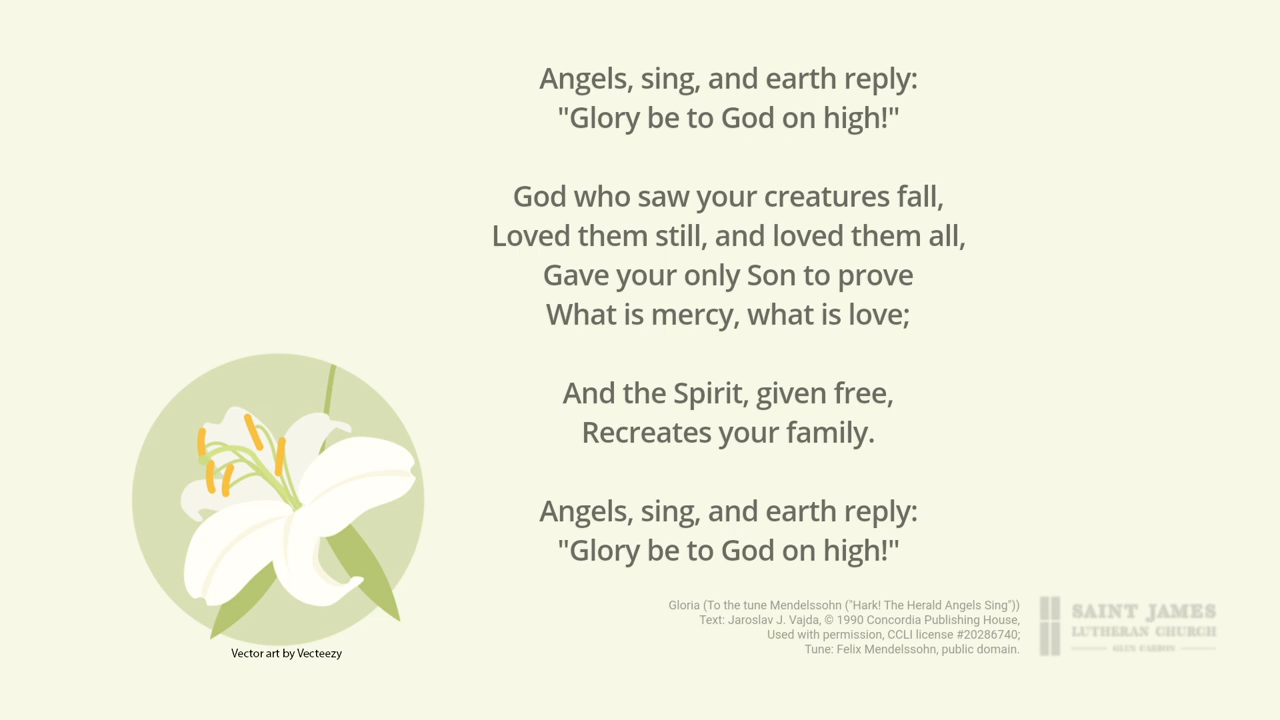 Angels, sing, and earth reply:
"Glory be to God on high!"
God who saw your creatures fall,
Loved them still, and loved them all,
Gave your only Son to prove
What is mercy, what is love;
And the Spirit, given free,
Recreates your family.
Angels, sing, and earth reply:
"Glory be to God on high!"
Gloria (To the tune Mendelssohn ("Hark! The Herald Angels Sing"))
Text: Jaroslav J. Vajda, © 1990 Concordia Publishing House,
Used with permission, CCLI license #20286740;
Tune: Felix Mendelssohn, public domain.
SAINT JAMES
LUTHERAN CHURCH
GLEN CARBON
Vector art by Vecteezy